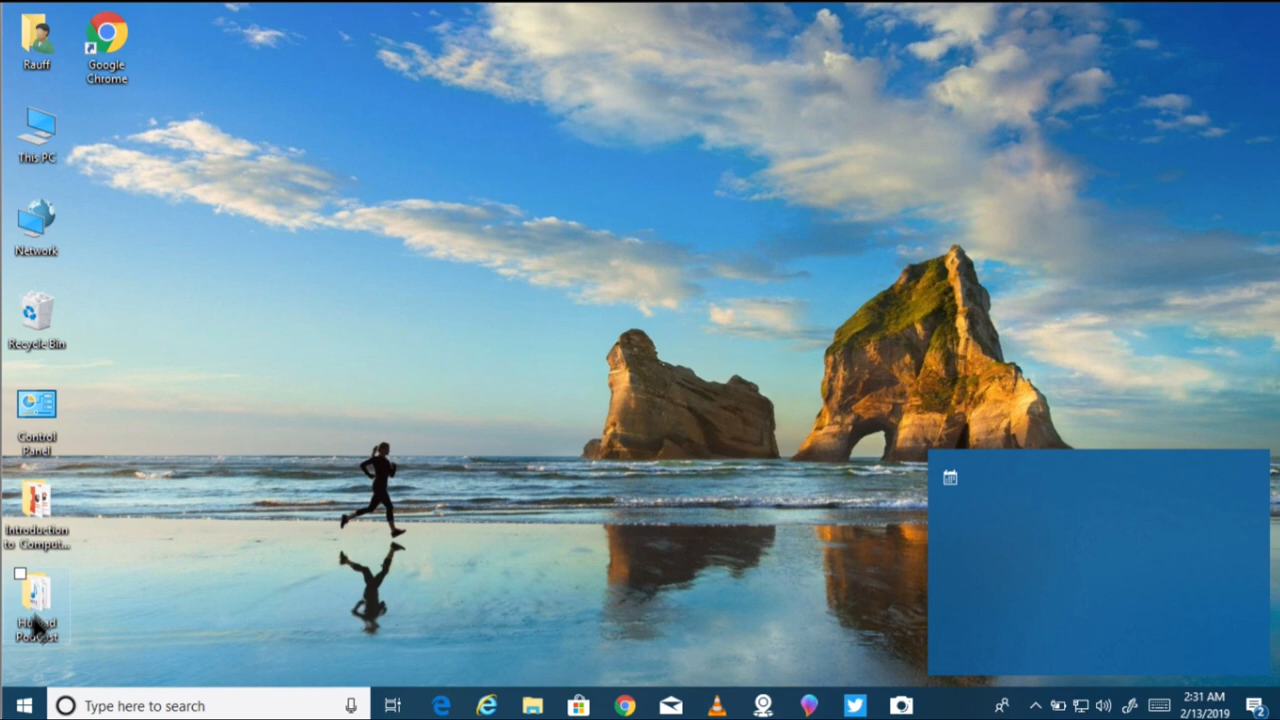 Rauff
Google
Chrome
This PC
Network
Recycle Bin
Control
Panel
Introduction
to Comput...
Podcast
Type here to search
2:31 AM
2/13/2019
2